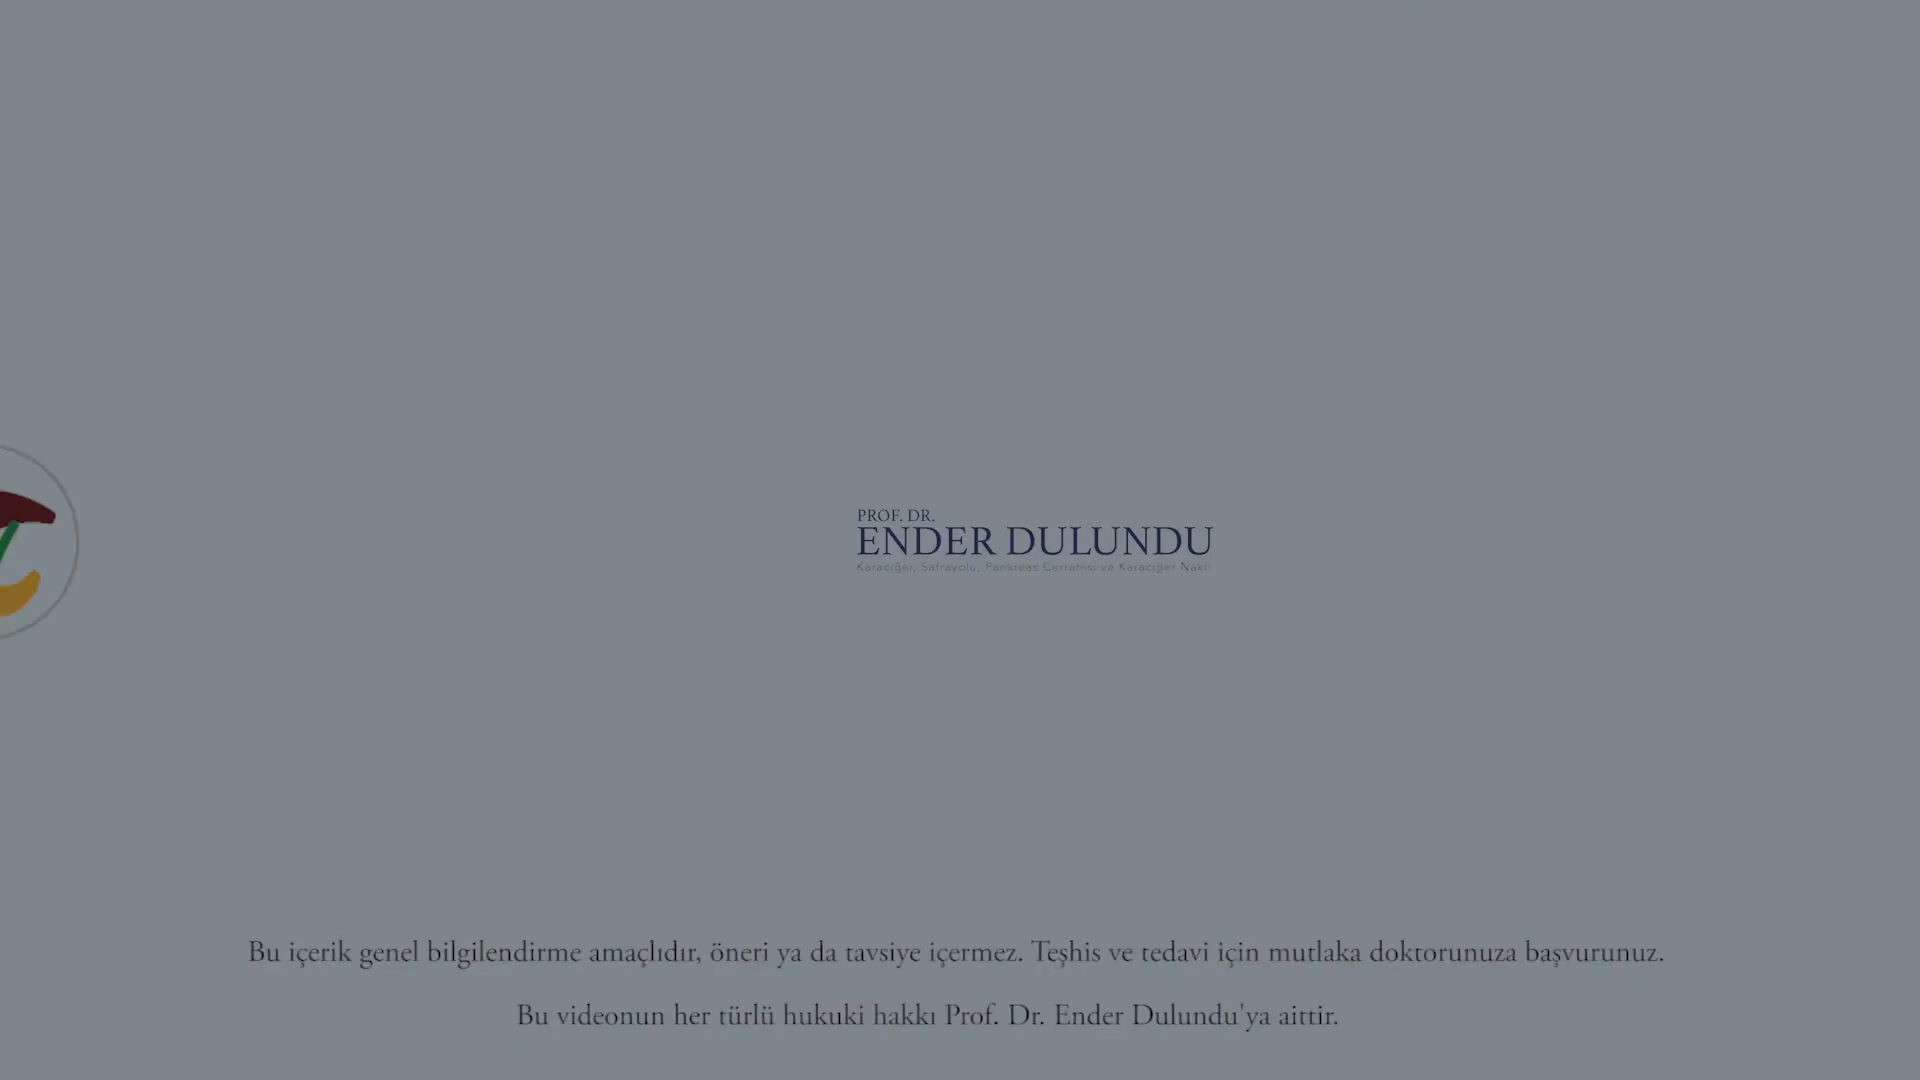 PROF. DR.
ENDER DULUNDU
Karaciğer, Safrayolu, Pankreas Cerrahisi ve Karaciğer Nakli
Bu içerik genel bilgilendirme amaçlıdır, öneri ya da tavsiye içermez. Teşhis ve tedavi için mutlaka doktorunuza başvurunuz.
Bu videonun her türlü hukuki hakkı Prof. Dr. Ender Dulundu'ya aittir.